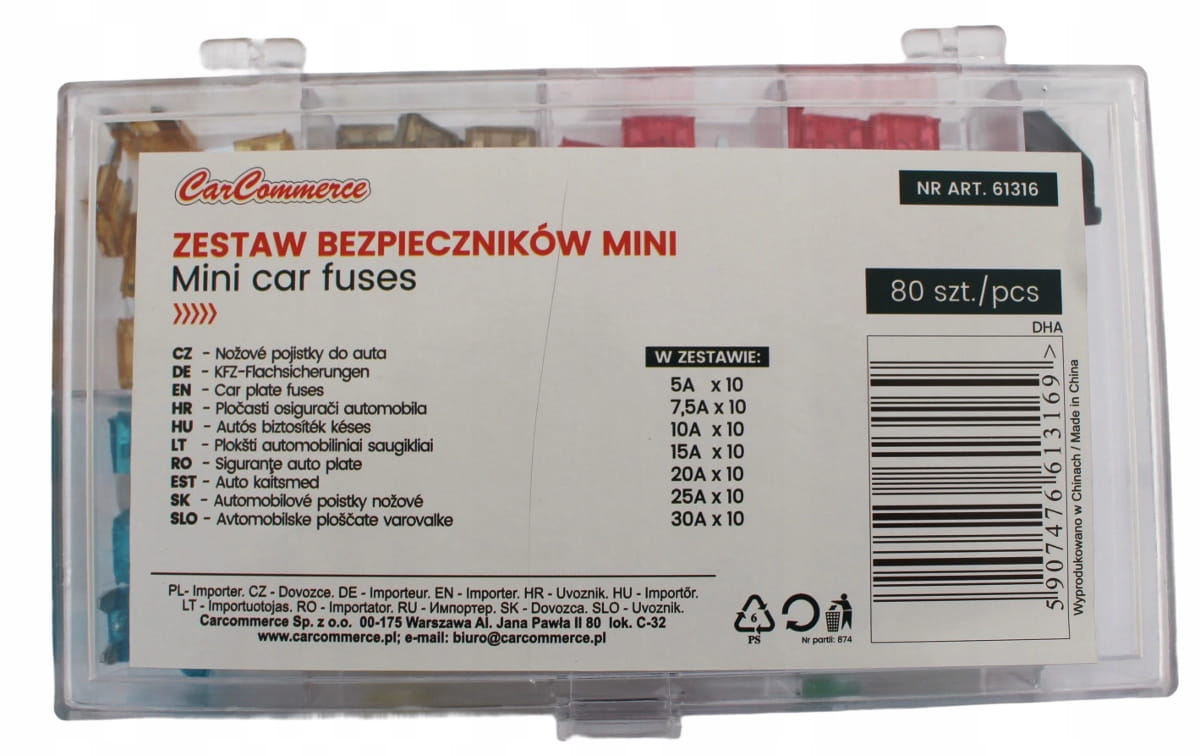 CarCommerce
NR ART. 61316
ZESTAW BEZPIECZNIKÓW MINI
Mini car fuses
80 szt./pcs
DHA
CZ - Nožové pojistky do auta
DE - KFZ-Flachsicherungen
EN - Car plate fuses
HR - Pločasti osigurači automobila
HU - Autós biztosíték késes
LT - Plokšti automobiliniai saugikliai
RO - Siguranţe auto plate
EST - Auto kaitsmed
SK - Automobilové poistky nožové
SLO - Avtomobilske ploščate varovalke
W ZESTAWIE:
5A x 10
7,5A x 10
10A x 10
15A x 10
20A x 10
25A x 10
30A x 10
5907476613169>
Wyprodukowano w Chinach / Made in China
PL- Importer. CZ - Dovozce. DE - Importeur. EN - Importer. HR - Uvoznik. HU - Importőr.
LT - Importuotojas. RO - Importator. RU - Импортер. SK - Dovozca. SLO - Uvoznik.
Carcommerce Sp. z o.o. 00-175 Warszawa Al. Jana Pawła II 80 lok. C-32
www.carcommerce.pl; e-mail: biuro@carcommerce.pl
6
PS
Nr partii: 874